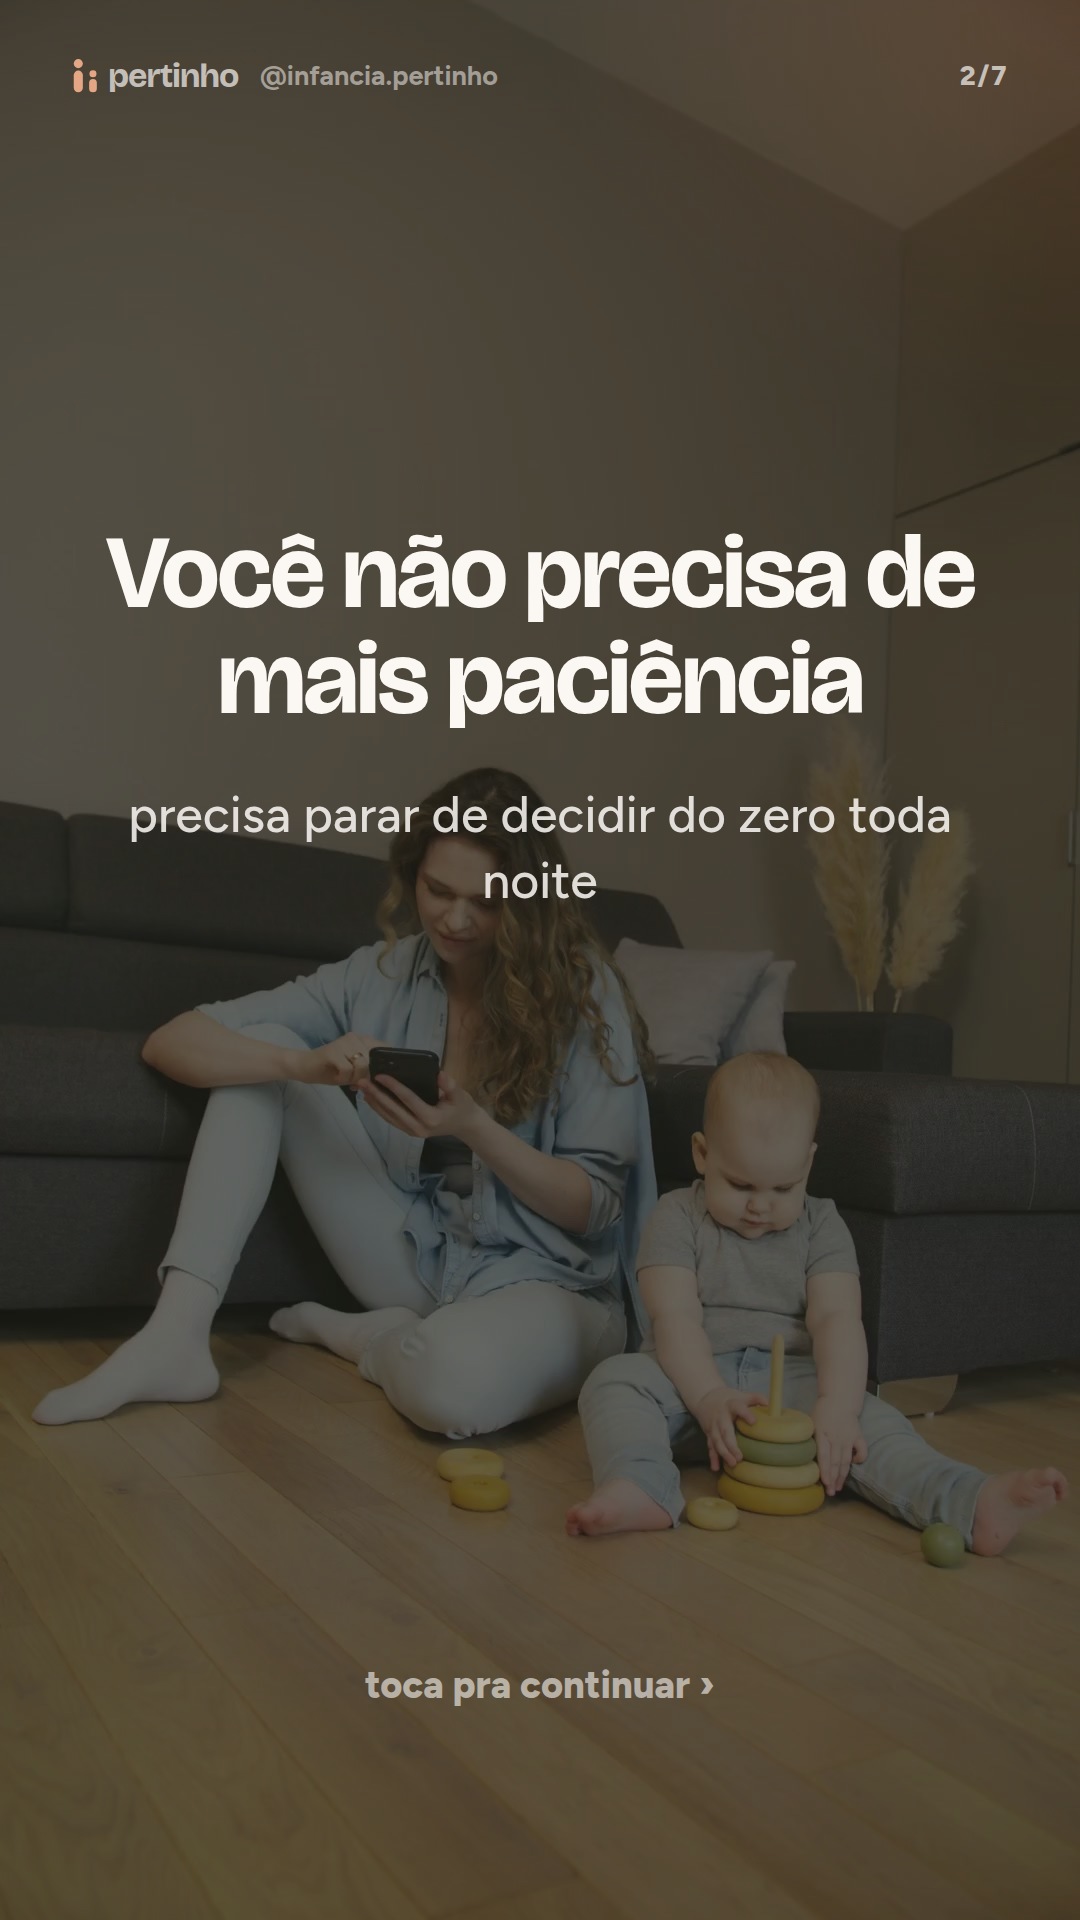 pertinho @infancia.pertinho 2/7
Você não precisa de
mais paciência
precisa parar de decidir do zero toda
noite
toca pra continuar ›